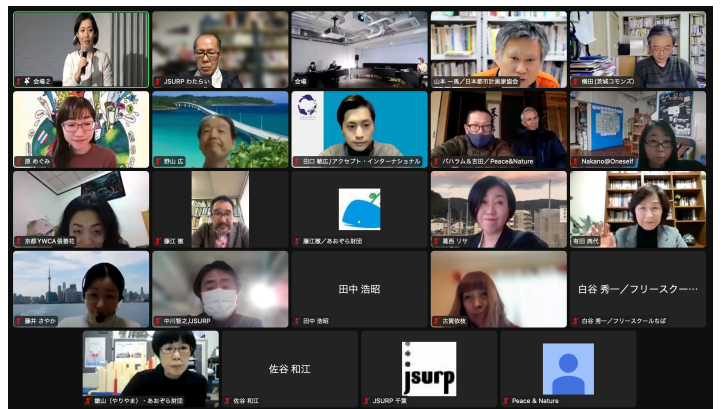 会場2
JSURP わたらい
会場
山本 一馬／日本都市計画家協会
横田(茨城コモンズ)
原 めぐみ
野山 広
田口 敏広/アクセプト・インターナショナル
バハラム＆吉田／Peace&Nature
Nakano@Oneself
京都YWCA 張善花
藤江 徹
藤江徹／あおぞら財団
葛西 リサ
有田 典代
藤井 さやか
中川智之/JSURP
田中 浩昭
田中 浩昭
古賀依枝
白谷 秀一／フリースクー…
白谷 秀一／フリースクールちば
鎗山（やりやま）・あおぞら財団
佐谷 和江
佐谷 和江
jsurp
JSURP 千葉
Peace & Nature